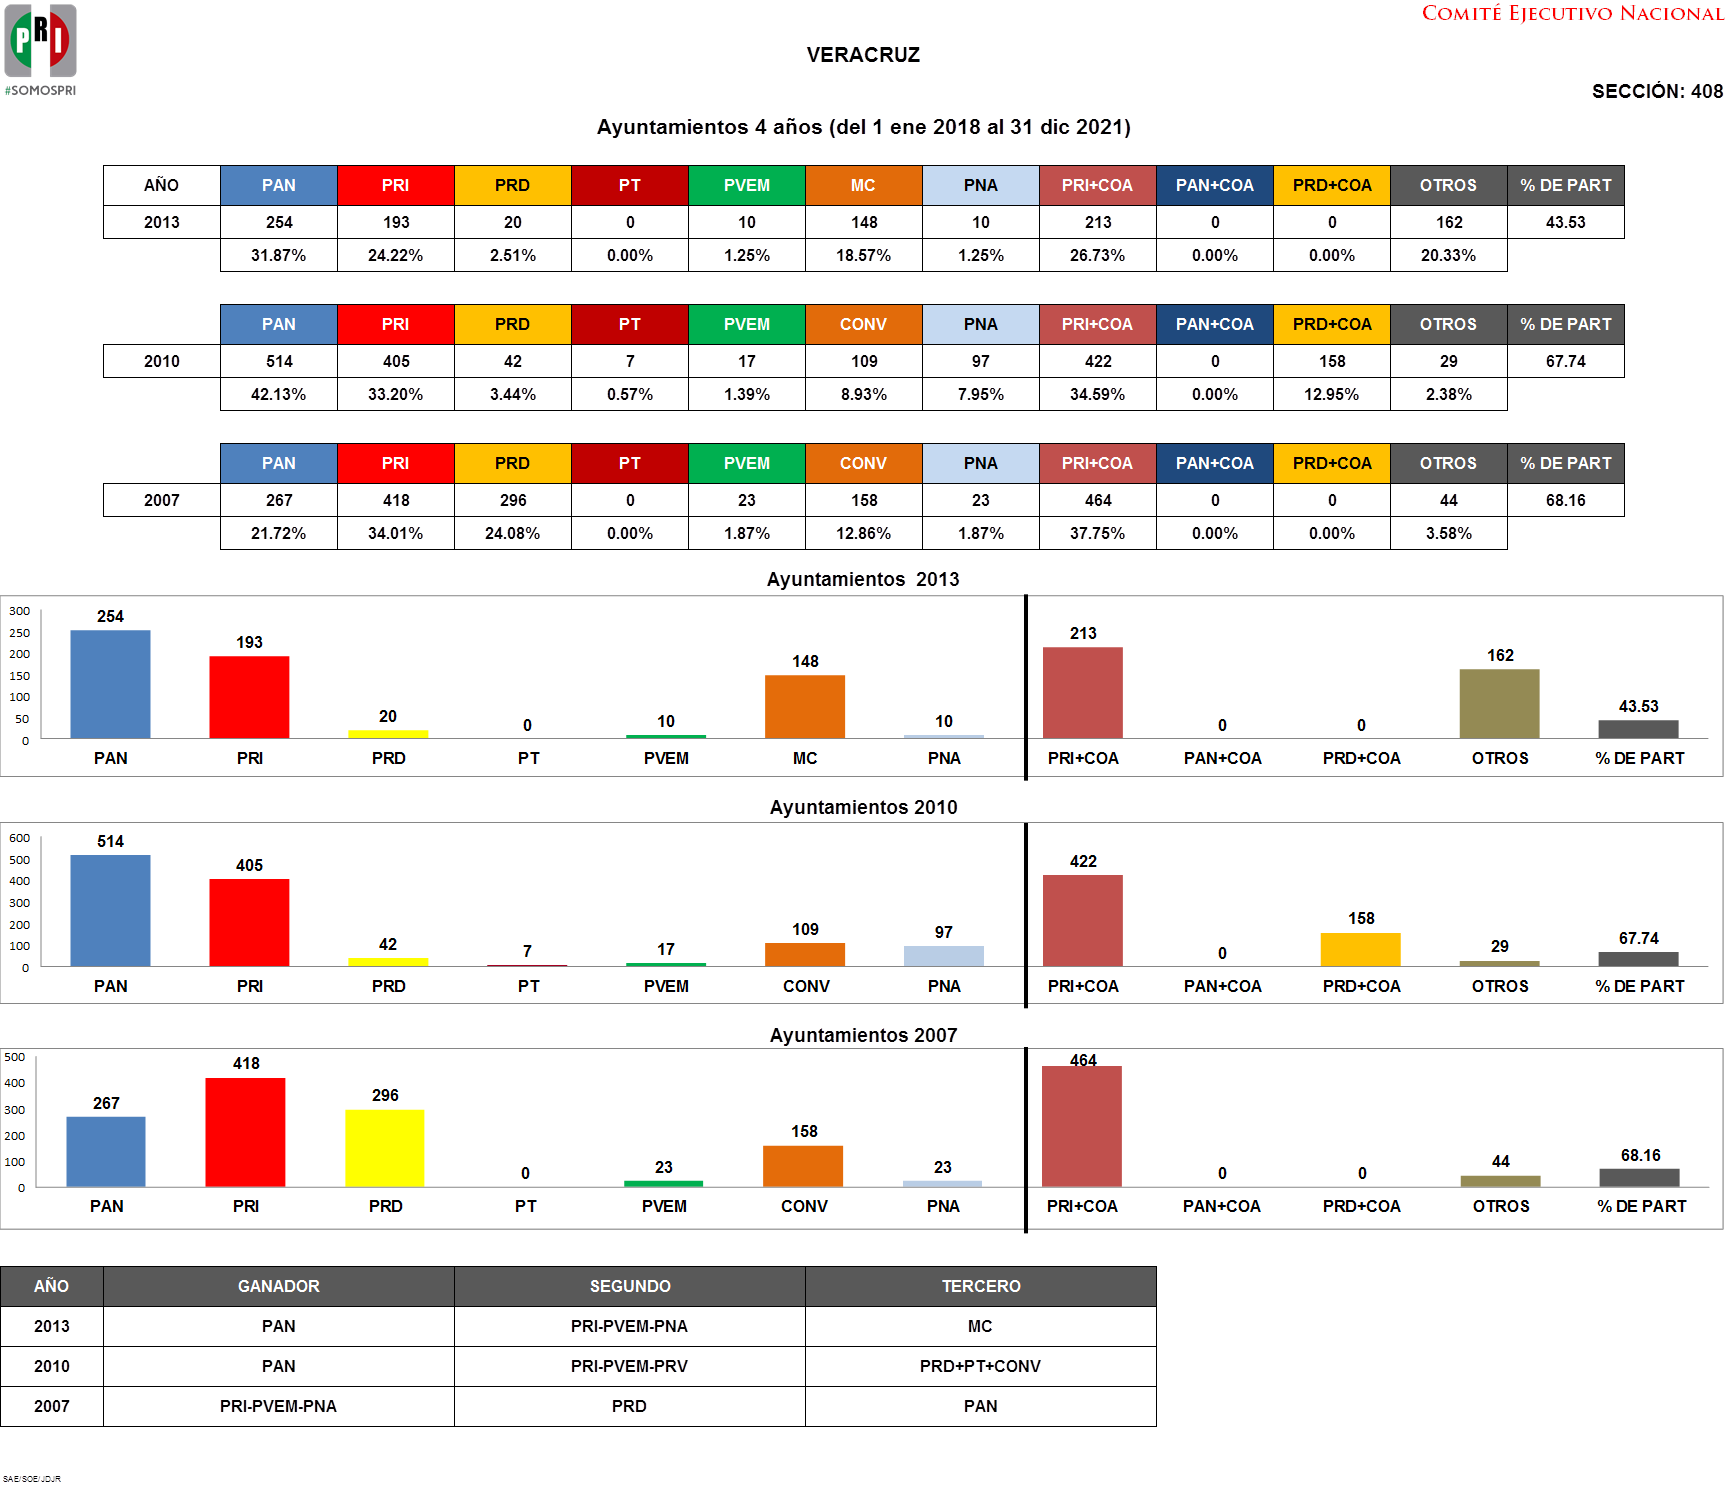 PRI
#SOMOSPRI
COMITÉ EJECUTIVO NACIONAL
VERACRUZ
SECCIÓN: 408
Ayuntamientos 4 años (del 1 ene 2018 al 31 dic 2021)
AÑO PAN PRI PRD PT PVEM MC PNA PRI+COA PAN+COA PRD+COA OTROS % DE PART
2013 254 193 20 0 10 148 10 213 0 0 162 43.53
31.87% 24.22% 2.51% 0.00% 1.25% 18.57% 1.25% 26.73% 0.00% 0.00% 20.33%
PAN PRI PRD PT PVEM CONV PNA PRI+COA PAN+COA PRD+COA OTROS % DE PART
2010 514 405 42 7 17 109 97 422 0 158 29 67.74
42.13% 33.20% 3.44% 0.57% 1.39% 8.93% 7.95% 34.59% 0.00% 12.95% 2.38%
PAN PRI PRD PT PVEM CONV PNA PRI+COA PAN+COA PRD+COA OTROS % DE PART
2007 267 418 296 0 23 158 23 464 0 0 44 68.16
21.72% 34.01% 24.08% 0.00% 1.87% 12.86% 1.87% 37.75% 0.00% 0.00% 3.58%
Ayuntamientos 2013
300
250
200
150
100
50
0
254 193 20 0 10 148 10 213 0 0 162 43.53
PAN PRI PRD PT PVEM MC PNA PRI+COA PAN+COA PRD+COA OTROS % DE PART
Ayuntamientos 2010
600
500
400
300
200
100
0
514 405 42 7 17 109 97 422 0 158 29 67.74
PAN PRI PRD PT PVEM CONV PNA PRI+COA PAN+COA PRD+COA OTROS % DE PART
Ayuntamientos 2007
500
400
300
200
100
0
267 418 296 0 23 158 23 464 0 0 44 68.16
PAN PRI PRD PT PVEM CONV PNA PRI+COA PAN+COA PRD+COA OTROS % DE PART
AÑO GANADOR SEGUNDO TERCERO
2013 PAN PRI-PVEM-PNA MC
2010 PAN PRI-PVEM-PRV PRD+PT+CONV
2007 PRI-PVEM-PNA PRD PAN
SAE/SOE/JDJR